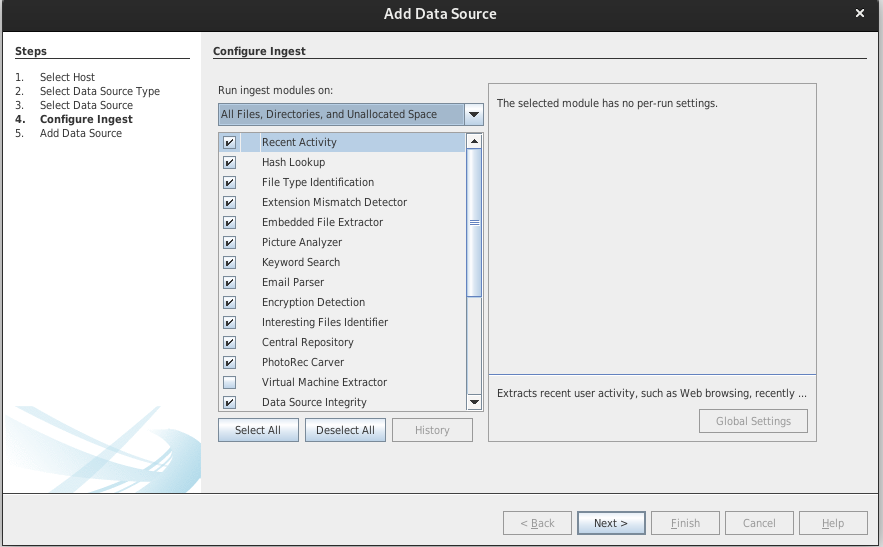 Add Data Source
×
Steps
1. Select Host
2. Select Data Source Type
3. Select Data Source
4. Configure Ingest
5. Add Data Source
Configure Ingest
Run ingest modules on:
All Files, Directories, and Unallocated Space
Recent Activity
Hash Lookup
File Type Identification
Extension Mismatch Detector
Embedded File Extractor
Picture Analyzer
Keyword Search
Email Parser
Encryption Detection
Interesting Files Identifier
Central Repository
PhotoRec Carver
Virtual Machine Extractor
Data Source Integrity
Select All
Deselect All
History
The selected module has no per-run settings.
Extracts recent user activity, such as Web browsing, recently ...
Global Settings
< Back
Next >
Finish
Cancel
Help